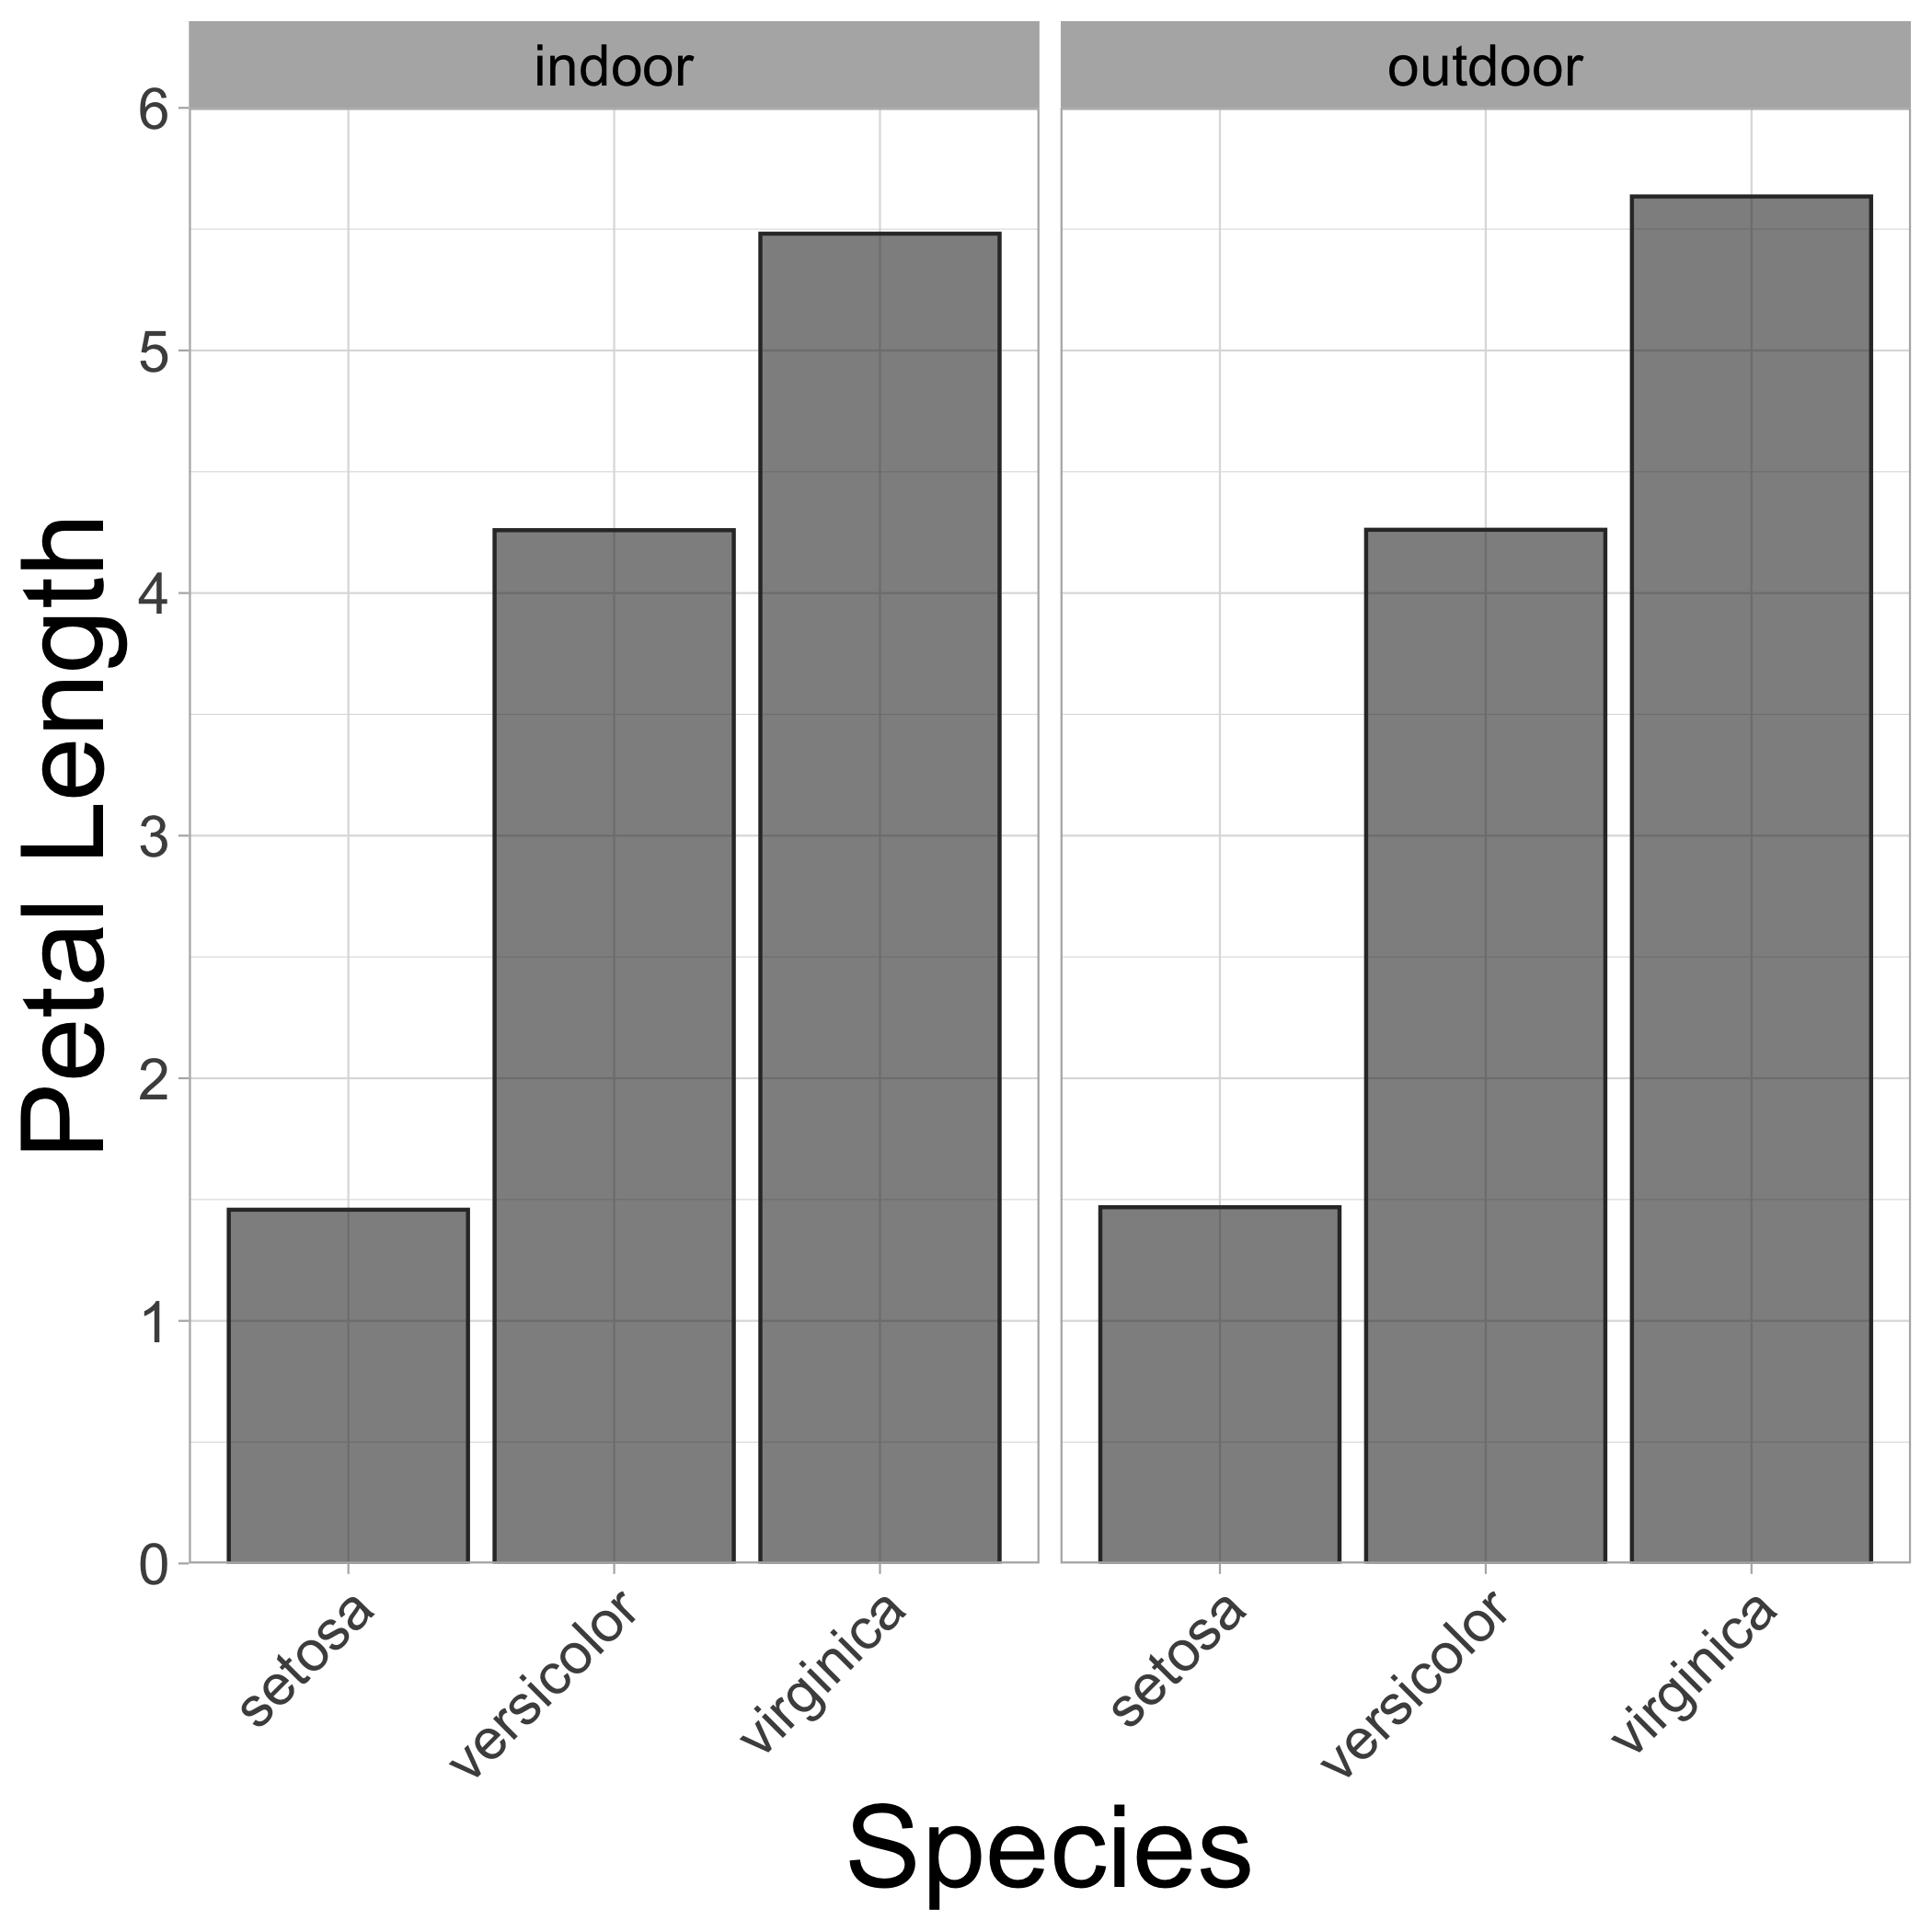 indoor
outdoor
Petal Length
6
5
4
3
2
1
0
setosa
versicolor
virginica
setosa
versicolor
virginica
Species